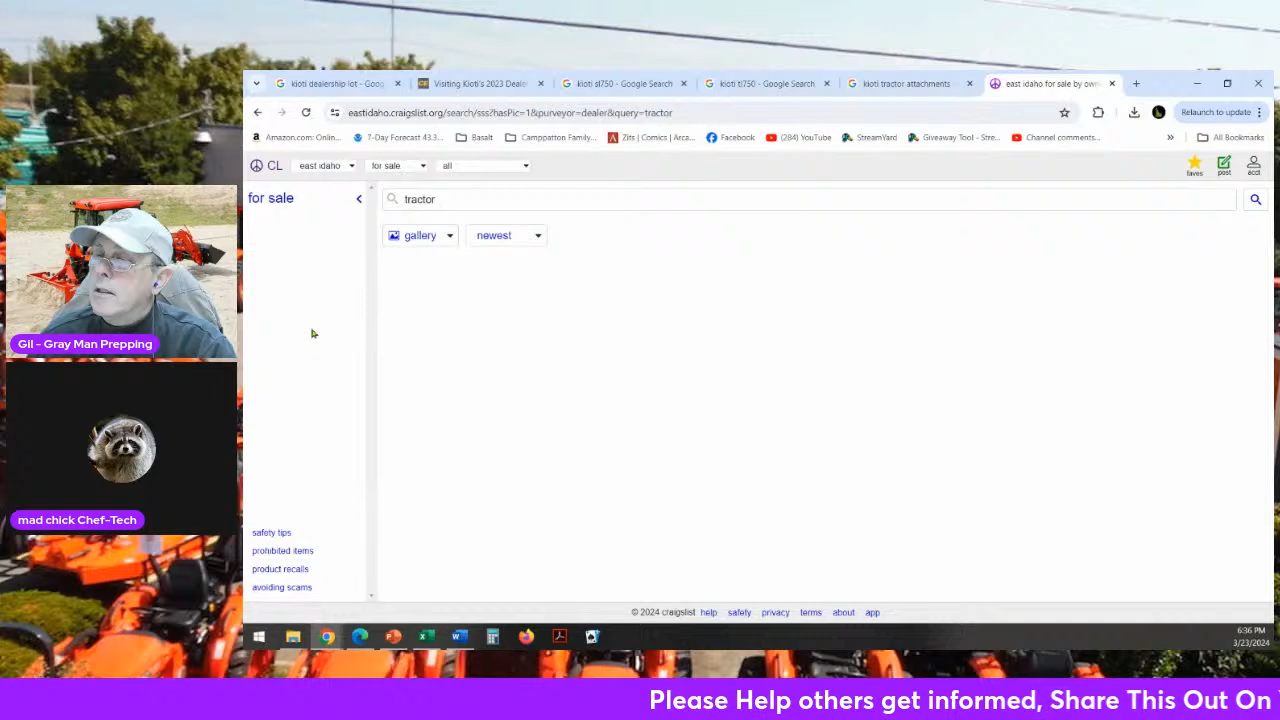 kioti dealership lot - Goog
Visiting Kioti's 2023 Dealer
kioti sl750 - Google Search
kioti tl750 - Google Search
kioti tractor attachments
east idaho for sale by own
eastidaho.craigslist.org/search/sss?hasPic=1&purveyor=dealer&query=tractor
Relaunch to update
Amazon.com: Onlin...
7-Day Forecast 43.3...
Basalt
Camppattion Family...
Zits | Comics | Arca...
Facebook
(284) YouTube
StreamYard
Giveaway Tool - Stre...
Channel comments...
»
All Bookmarks
CL
east idaho
for sale
all
faves
post
acct
for sale
tractor
gallery
newest
Gil - Gray Man Prepping
mad chick Chef-Tech
safety tips
prohibited items
product recalls
avoiding scams
© 2024 craigslist help safety privacy terms about app
6:36 PM
3/23/2024
Please Help others get informed, Share This Out On